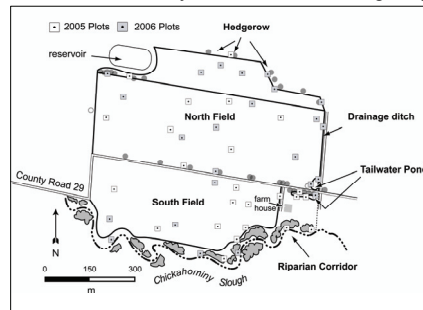 2005 Plots 2006 Plots
Hedgerow
reservoir
North Field
Drainage ditch
Tailwater Pond
County Road 29
South Field
farm
house
N
Riparian Corridor
Chickahominy Slough
0 150 300
m